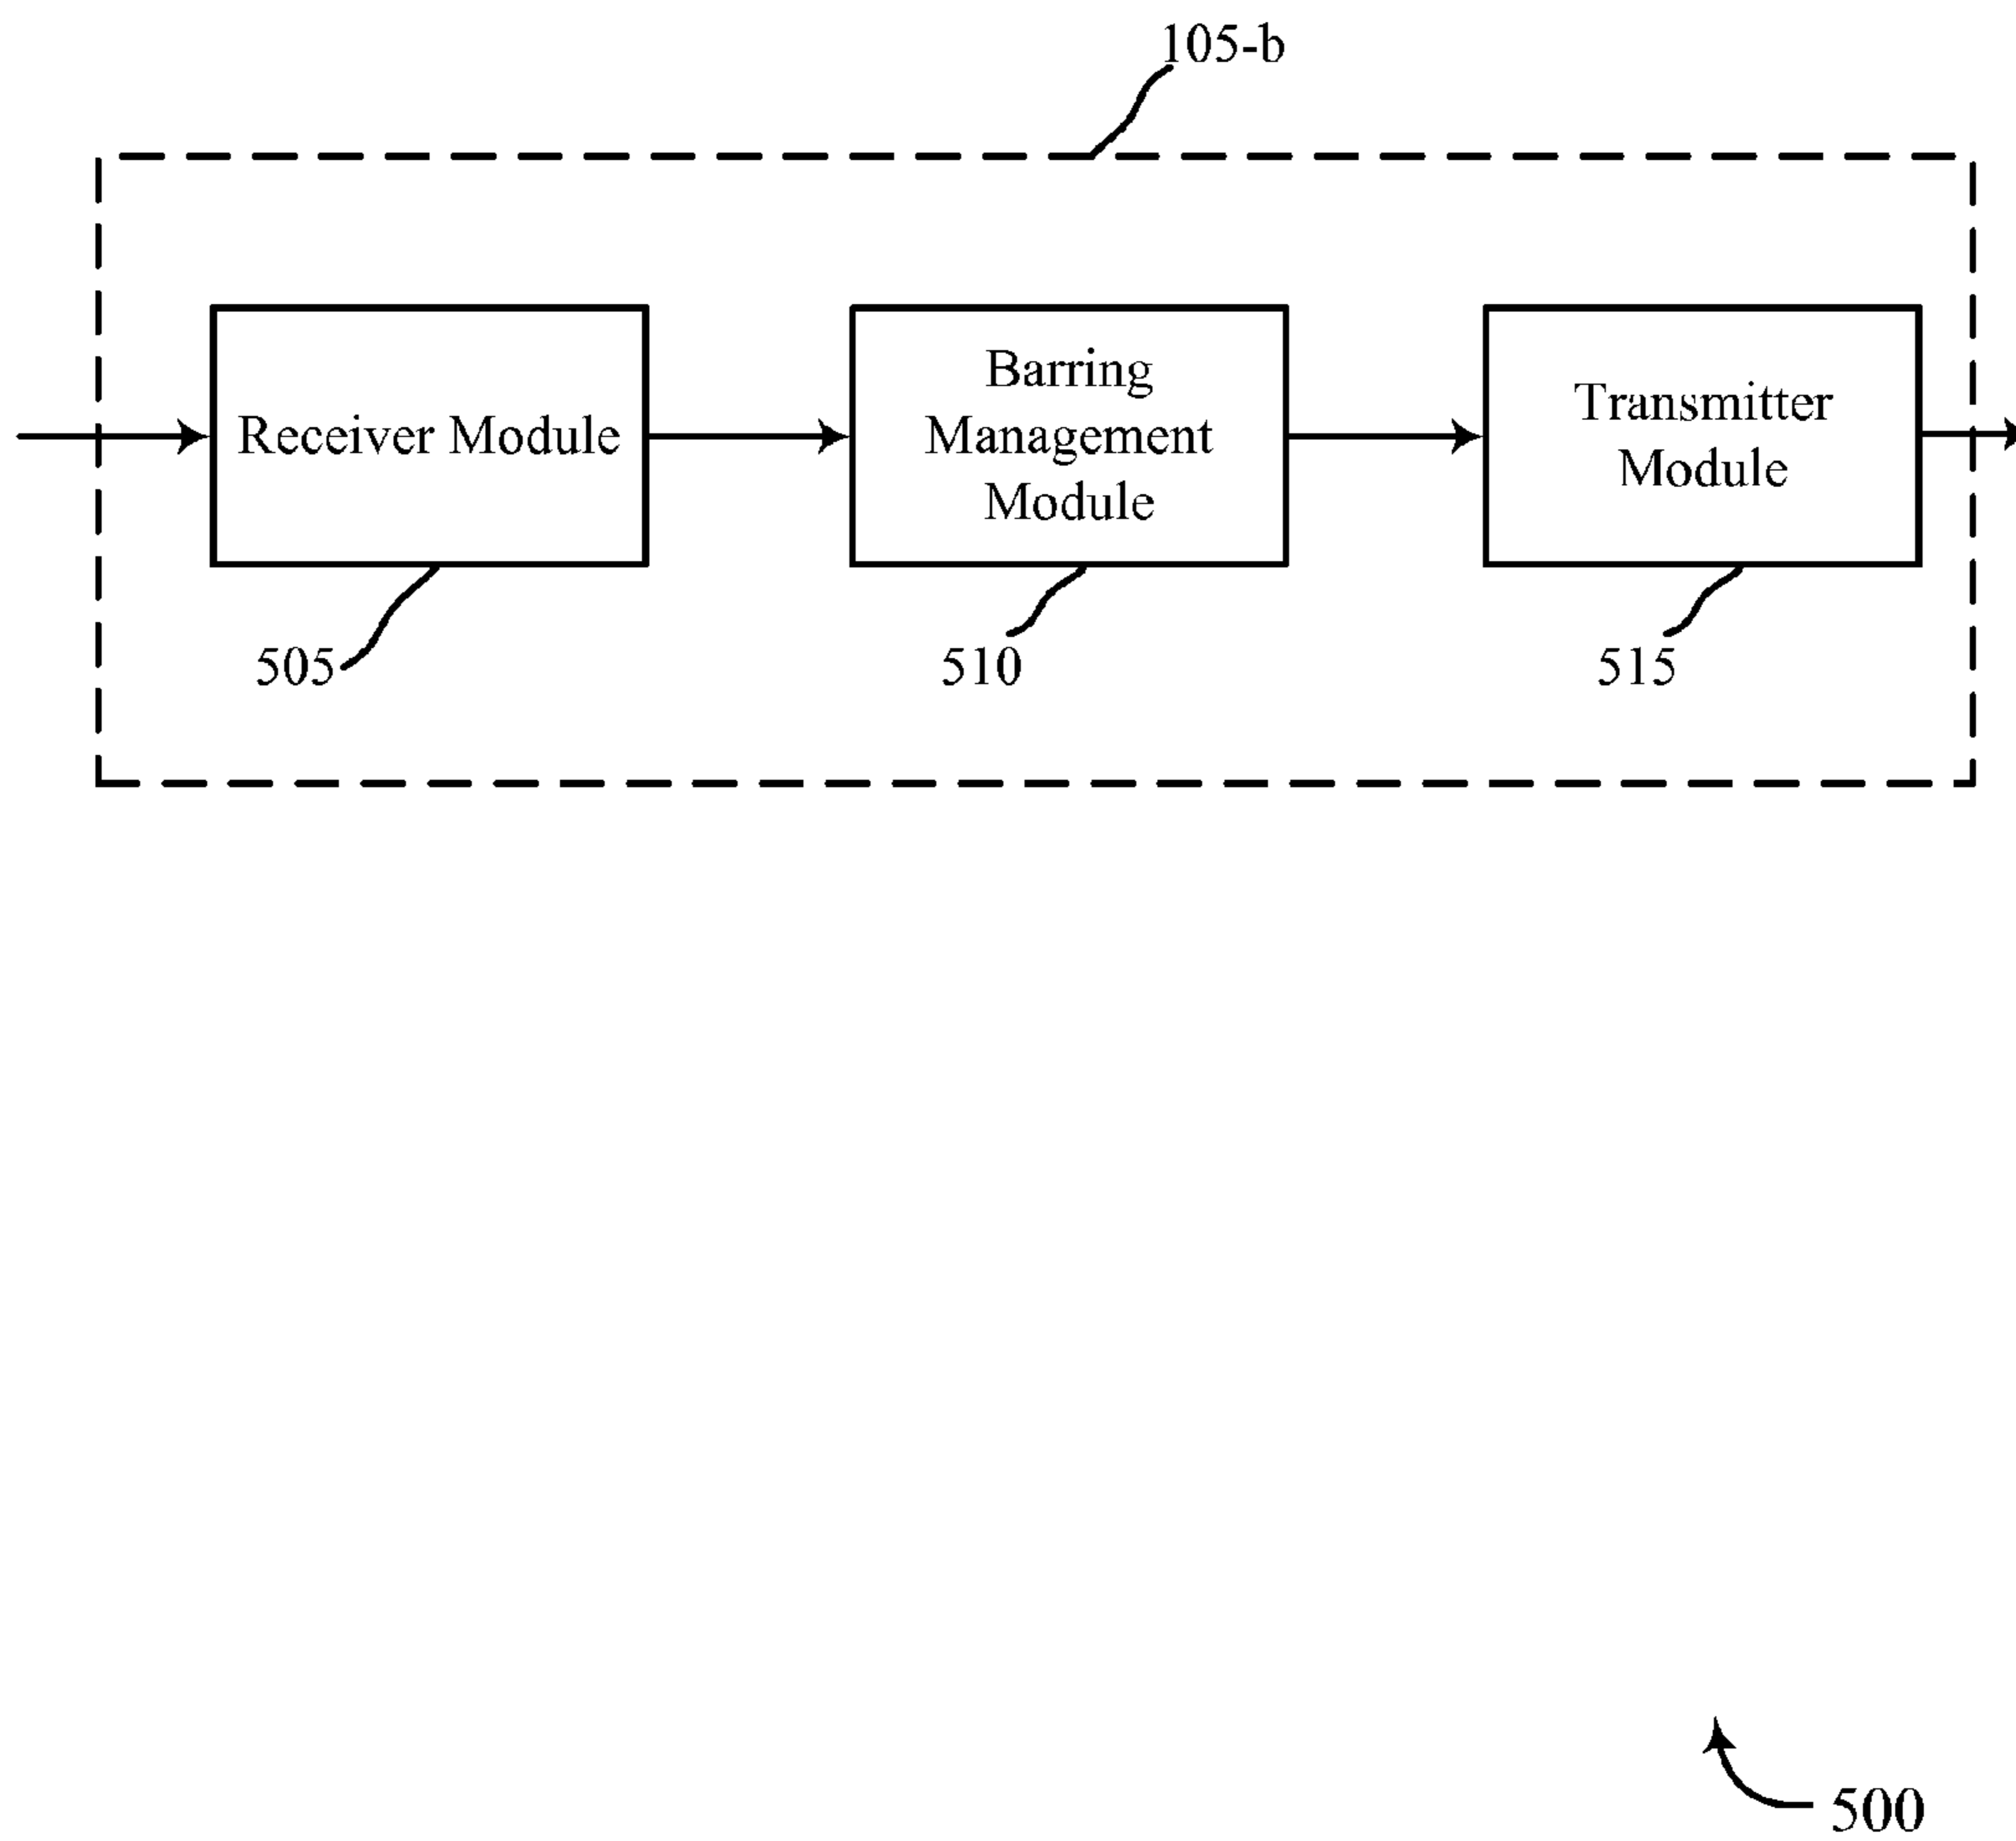 105-b
Receiver Module
Barring
Management
Module
Transmitter
Module
505
510
515
500